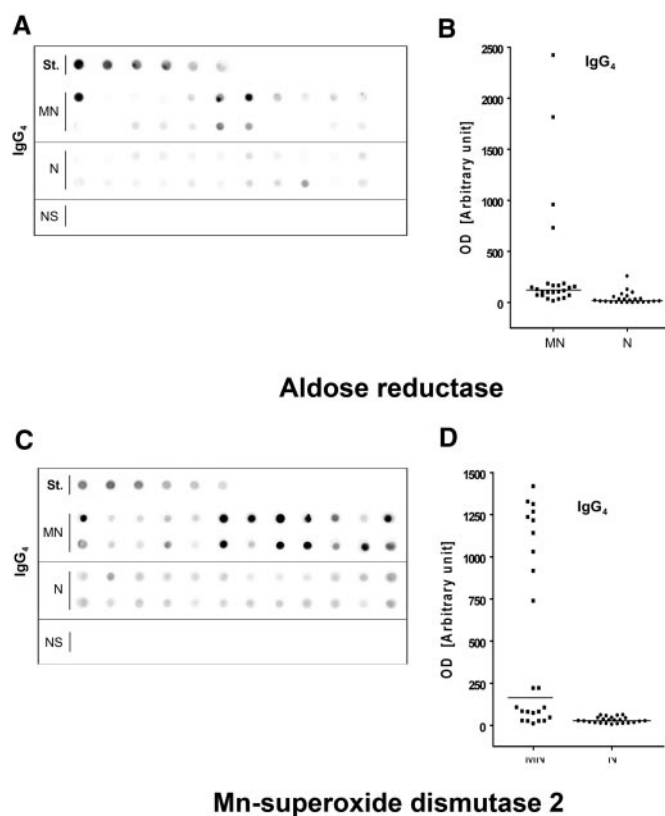 A
IgG₄
St.
MN
N
NS
B
IgG₄
OD [Arbitrary unit]
2500
2000
1500
1000
500
0
MN
N
Aldose reductase
C
IgG₄
St.
MN
N
NS
D
IgG₄
OD [Arbitrary unit]
1500
1250
1000
750
500
250
0
MN
N
Mn-superoxide dismutase 2